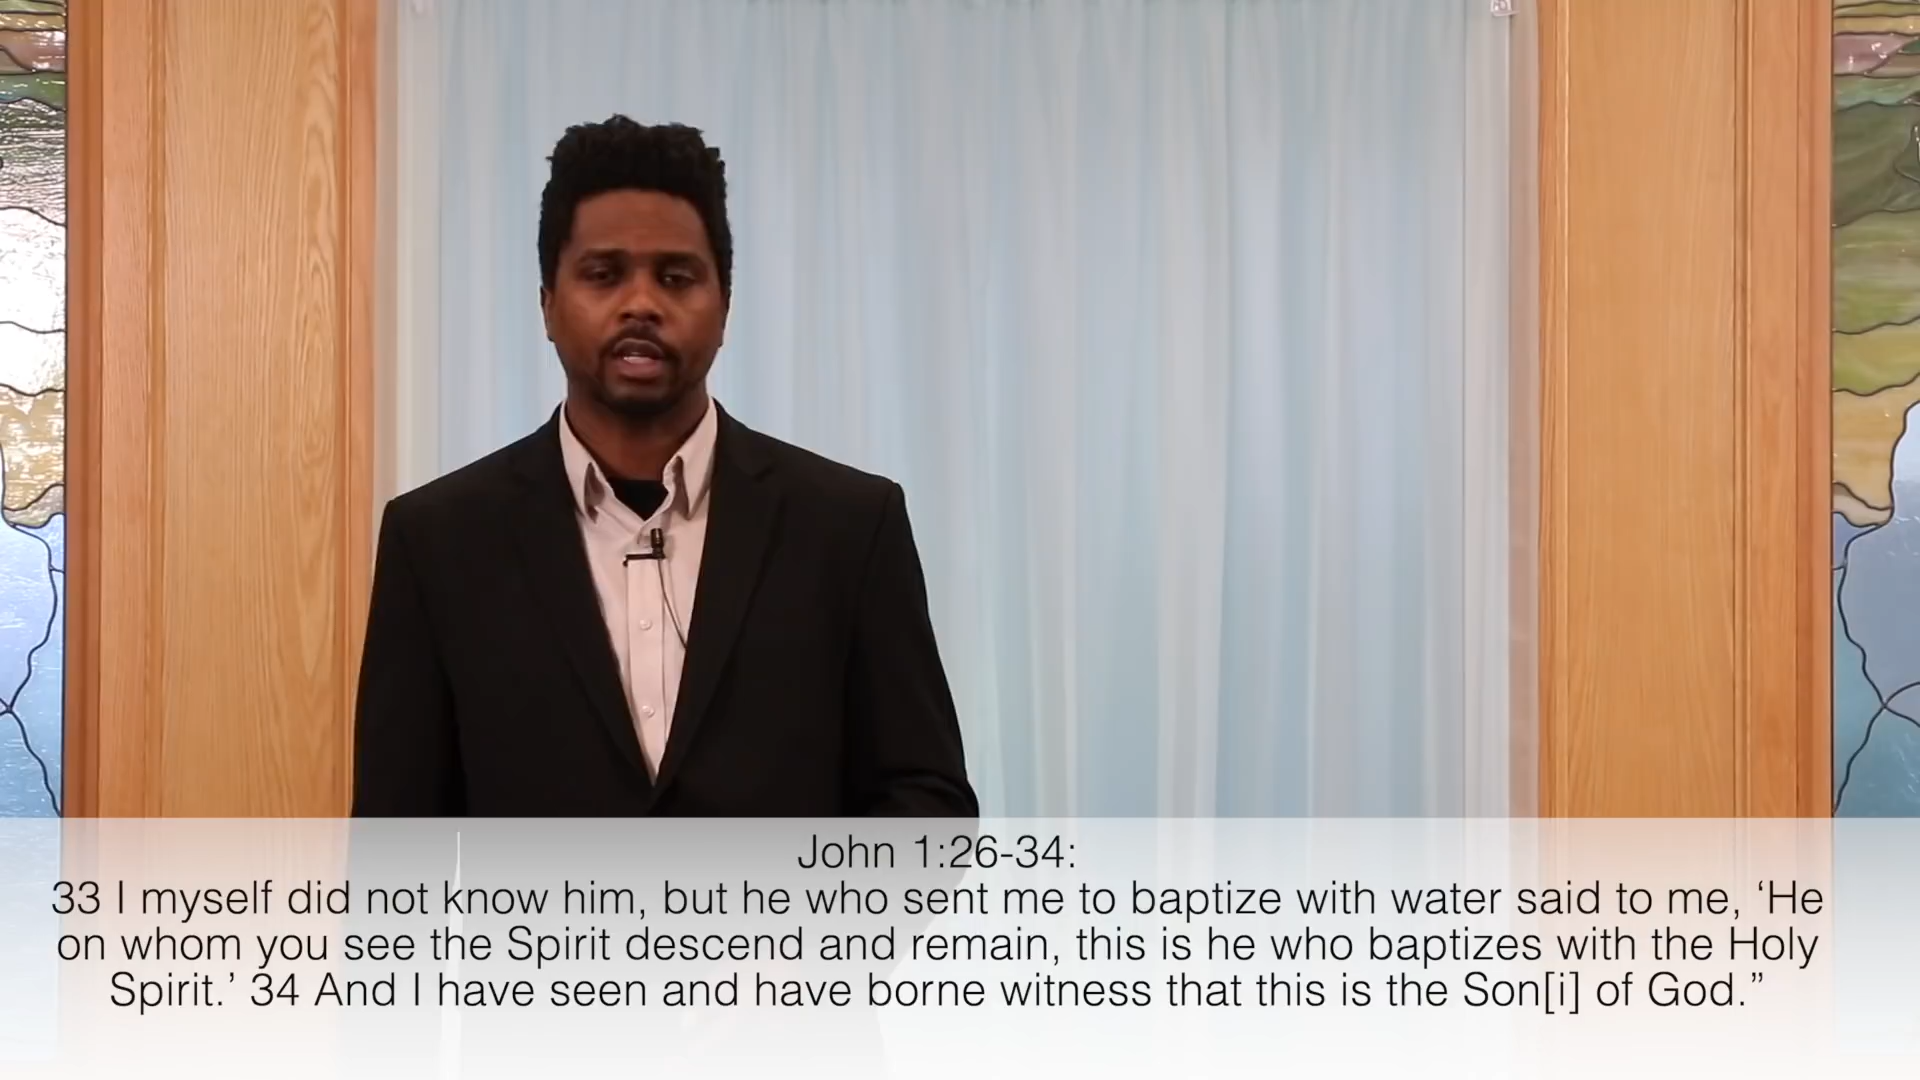 John 1:26-34:
33 I myself did not know him, but he who sent me to baptize with water said to me, ‘He
on whom you see the Spirit descend and remain, this is he who baptizes with the Holy
Spirit.’ 34 And I have seen and have borne witness that this is the Son[i] of God.”